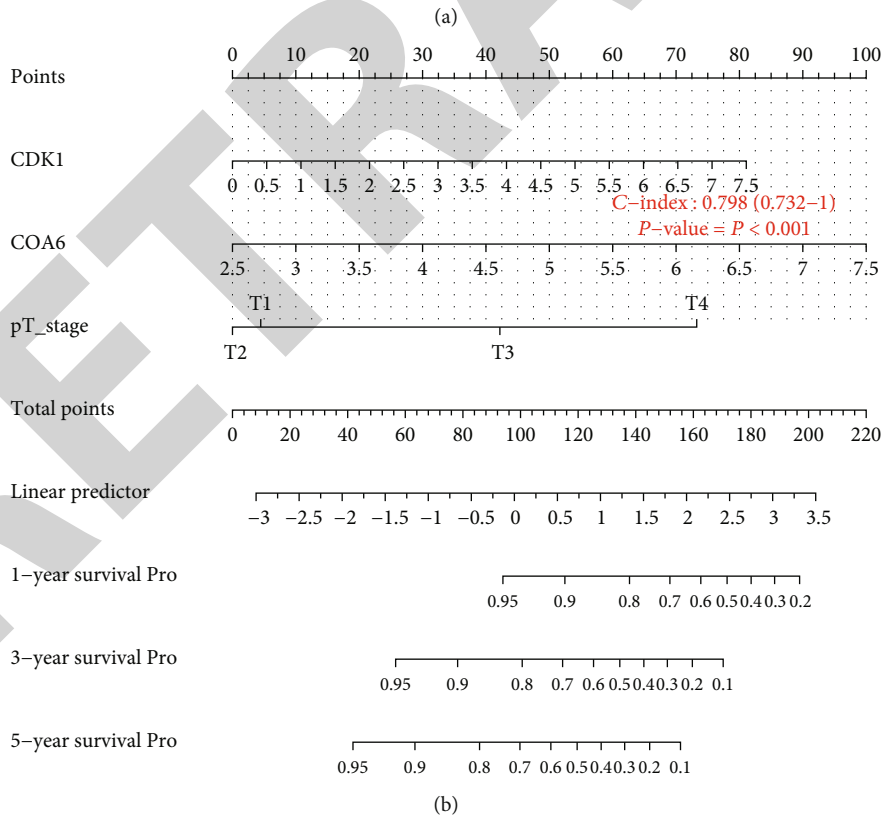 (a)
0 10 20 30 40 50 60 70 80 90 100
Points
CDK1
0 0.5 1 1.5 2 2.5 3 3.5 4 4.5 5 5.5 6 6.5 7 7.5
C−index : 0.798 (0.732−1)
P−value = P < 0.001
COA6
2.5 3 3.5 4 4.5 5 5.5 6 6.5 7 7.5
T1 T4
pT_stage
T2 T3
Total points
0 20 40 60 80 100 120 140 160 180 200 220
Linear predictor
−3 −2.5 −2 −1.5 −1 −0.5 0 0.5 1 1.5 2 2.5 3 3.5
1−year survival Pro
0.95 0.9 0.8 0.7 0.6 0.5 0.4 0.3 0.2
3−year survival Pro
0.95 0.9 0.8 0.7 0.6 0.5 0.4 0.3 0.2 0.1
5−year survival Pro
0.95 0.9 0.8 0.7 0.6 0.5 0.4 0.3 0.2 0.1
(b)